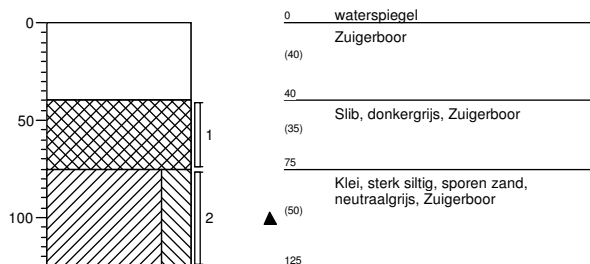 0 waterspiegel
0
Zuigerboor
(40)
40
Slib, donkergrijs, Zuigerboor
50
(35)
1
75
Klei, sterk siltig, sporen zand,
neutraalgrijs, Zuigerboor
(50)
100
2
125